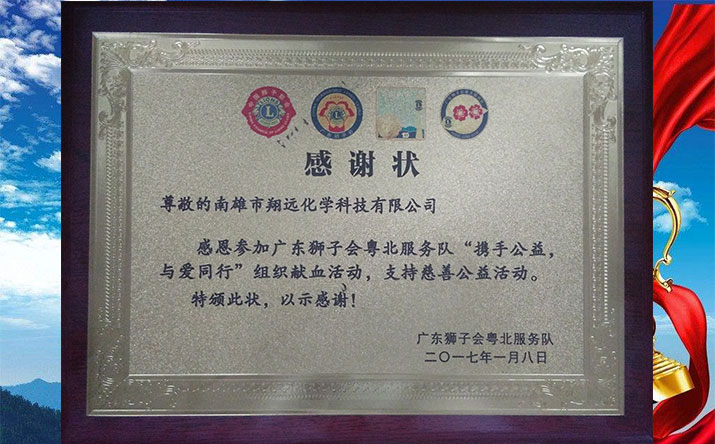 感谢状
尊敬的南雄市翔远化学科技有限公司
感恩参加广东狮子会粤北服务队“携手公益，
与爱同行”组织献血活动，支持慈善公益活动。
特颁此状，以示感谢！
广东狮子会粤北服务队
二〇一七年一月八日